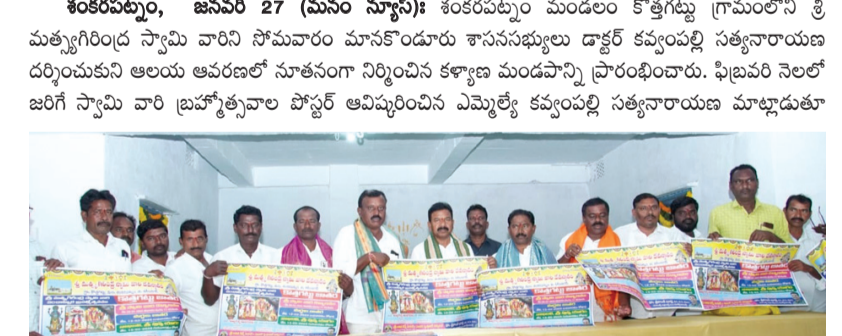 శంకరపట్నం, జనవరి 27 (మనం న్యూస్): శంకరపట్నం మండలం కొత్తగట్టు గ్రామంలోని శ్రీ
మత్స్యగిరీంద్ర స్వామి వారిని సోమవారం మానకొండూరు శాసనసభ్యులు డాక్టర్ కవ్వంపల్లి సత్యనారాయణ
దర్శించుకుని ఆలయ ఆవరణలో నూతనంగా నిర్మించిన కళ్యాణ మండపాన్ని ప్రారంభించారు. ఫిబ్రవరి నెలలో
జరిగే స్వామి వారి బ్రహ్మోత్సవాల పోస్టర్ ఆవిష్కరించిన ఎమ్మెల్యే కవ్వంపల్లి సత్యనారాయణ మాట్లాడుతూ